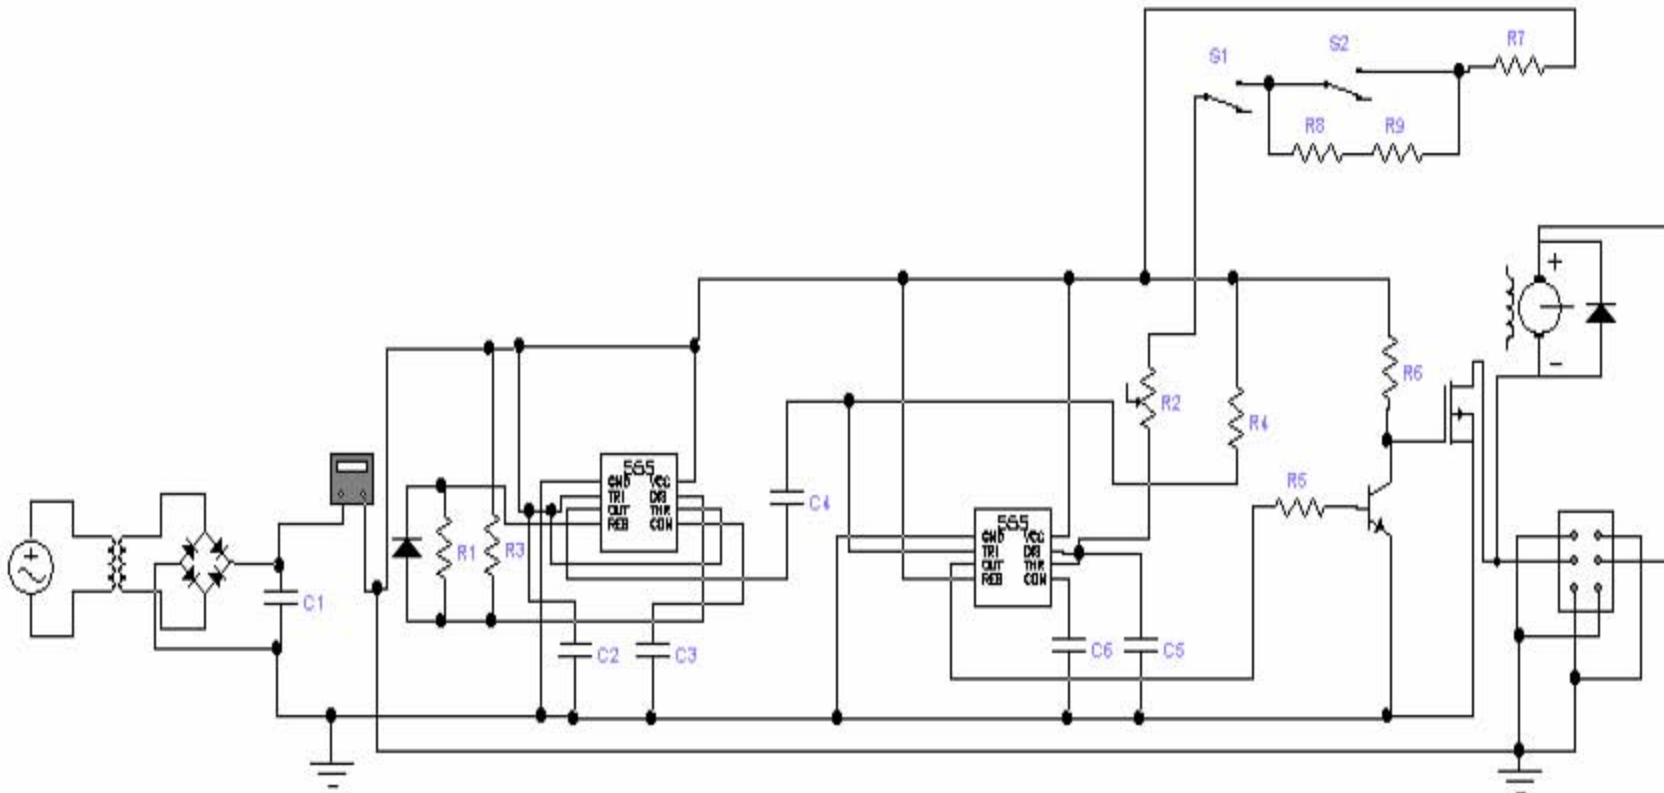 S1
S2
R7
R8
R9
+
-
R6
R2
R4
R5
555
GND VCC
TRI DIS
OUT THR
RES CON
C4
+
R1
R3
C1
555
GND VCC
TRI DIS
OUT THR
RES CON
C2
C3
C6
C5